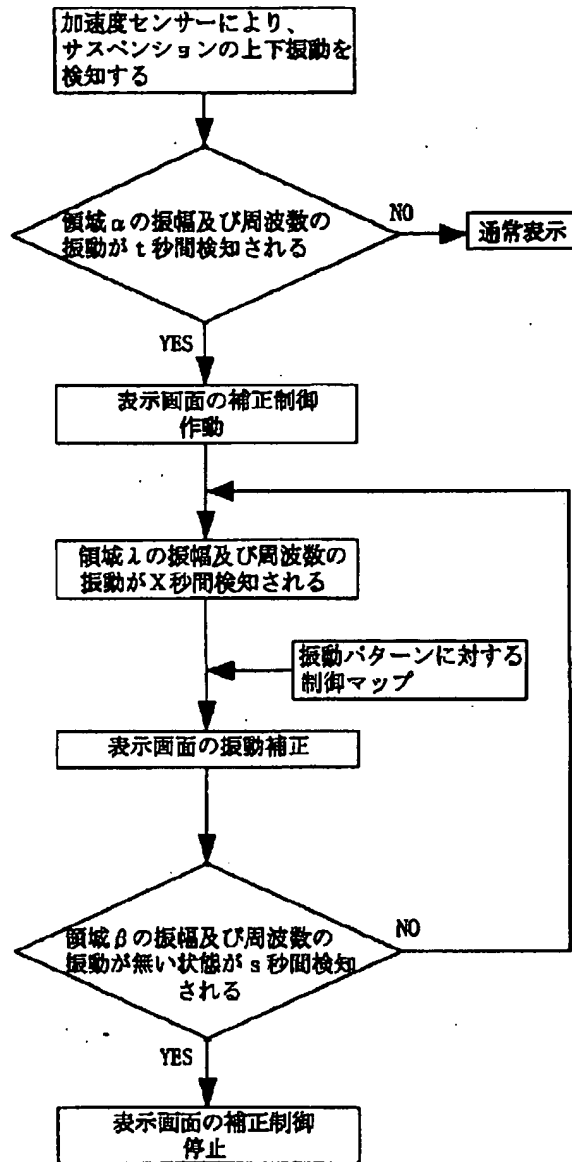 加速度センサーにより、
サスペンションの上下振動を
検知する
領域αの振幅及び周波数の
振動がt秒間検知される
NO
通常表示
YES
表示画面の補正制御
作動
領域λの振幅及び周波数の
振動がX秒間検知される
振動パターンに対する
制御マップ
表示画面の振動補正
領域βの振幅及び周波数の
振動が無い状態がs秒間検知
される
NO
YES
表示画面の補正制御
停止